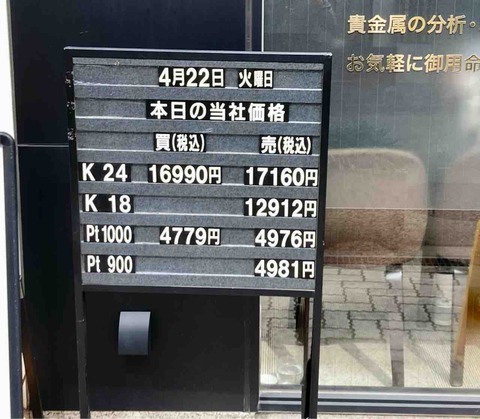 4月22日 火曜日
本日の当社価格
買(税込) 売(税込)
K 24 16990円 17160円
K 18 12912円
Pt1000 4779円 4976円
Pt 900 4981円
貴金属の分析・
お気軽に御用命